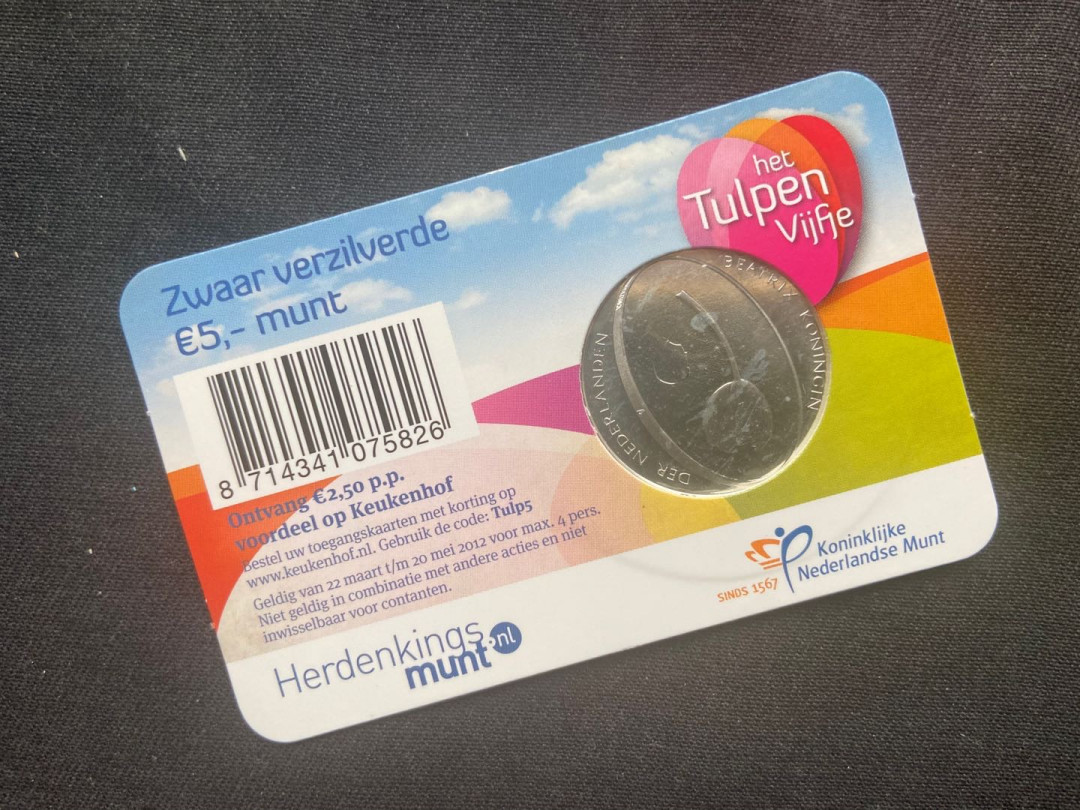 het
Tulpen
Vijfje
Zwaar verzilverde
€5,- munt
BEATRIX KONINGIN
DER NEDERLANDEN
8 714341 075826
Ontvang €2,50 p.p.
voordeel op Keukenhof
Bestel uw toegangskaarten met korting op
www.keukenhof.nl. Gebruik de code: Tulp5
Geldig van 22 maart t/m 20 mei 2012 voor max. 4 pers.
Niet geldig in combinatie met andere acties en niet
inwisselbaar voor contanten.
Herdenkings
munt.nl
Koninklijke
Nederlandse Munt
SINDS 1567